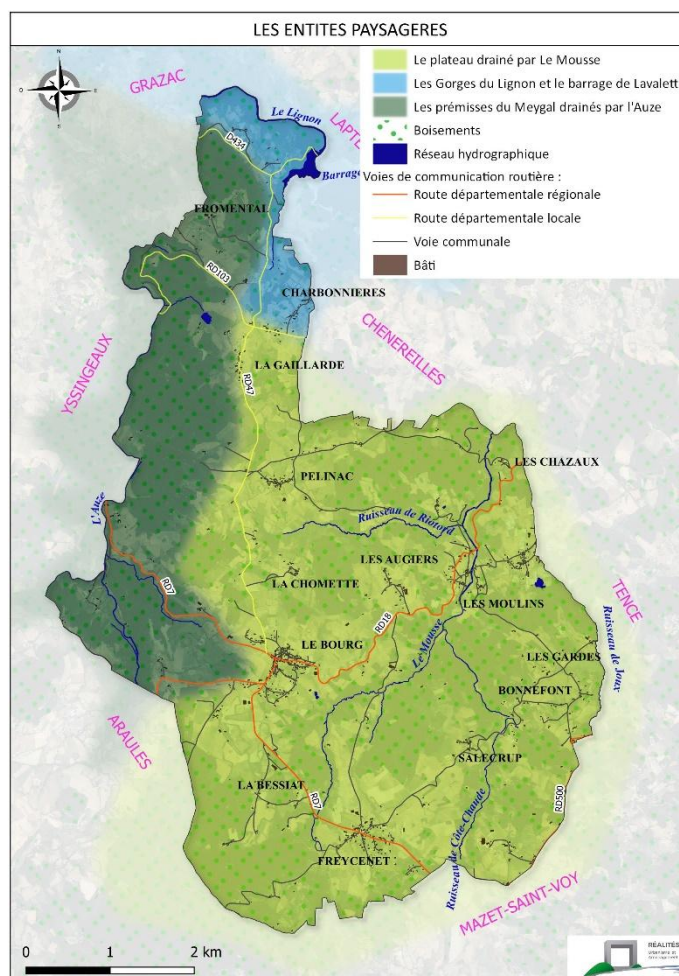 LES ENTITES PAYSAGERES
Le plateau drainé par Le Mousse
Les Gorges du Lignon et le barrage de Lavalett
Les prémisses du Meygal drainés par l'Auze
Boisements
Réseau hydrographique
Voies de communication routière :
Route départementale régionale
Route départementale locale
Voie communale
Bâti
N
GRAZAC
Le Lignon
LAPTE
D434
Barrage
FROMENTAL
RD103
CHARBONNIERES
CHENEREILLES
YSSINGEAUX
LA GAILLARDE
RD47
LES CHAZAUX
PELINAC
L'Auze
Ruisseau de Riotord
LES AUGIERS
LA CHOMETTE
RD7
LES MOULINS
TENCE
RD18
Le Mousse
Ruisseau de Joux
LE BOURG
LES GARDES
BONNEFONT
ARAULES
SALECRUP
LA BESSIAT
RD7
RD500
FREYCENET
Ruisseau de Côte-Chaude
MAZET-SAINT-VOY
0 1 2 km
RÉALITÉS